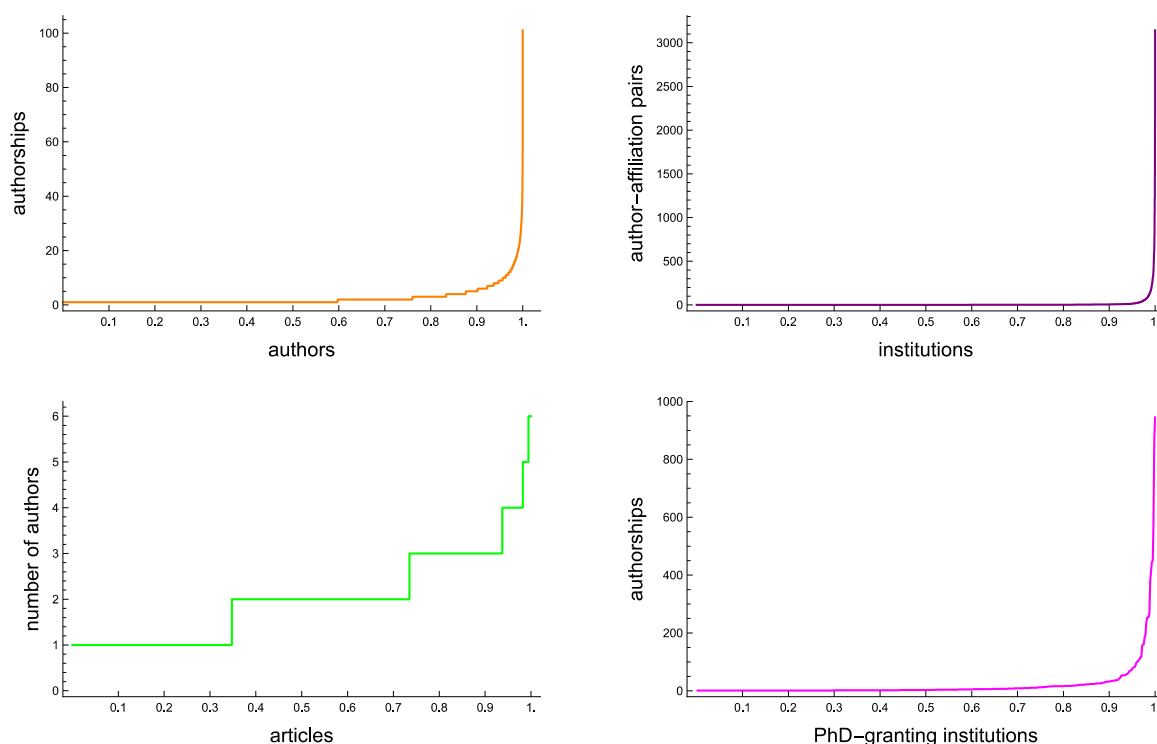 100
80
60
40
20
0
authorships
0.1 0.2 0.3 0.4 0.5 0.6 0.7 0.8 0.9 1.
authors
3000
2500
2000
1500
1000
500
0
author-affiliation pairs
0.1 0.2 0.3 0.4 0.5 0.6 0.7 0.8 0.9 1
institutions
6
5
4
3
2
1
0
number of authors
0.1 0.2 0.3 0.4 0.5 0.6 0.7 0.8 0.9 1.
articles
1000
800
600
400
200
0
authorships
0.1 0.2 0.3 0.4 0.5 0.6 0.7 0.8 0.9 1
PhD-granting institutions